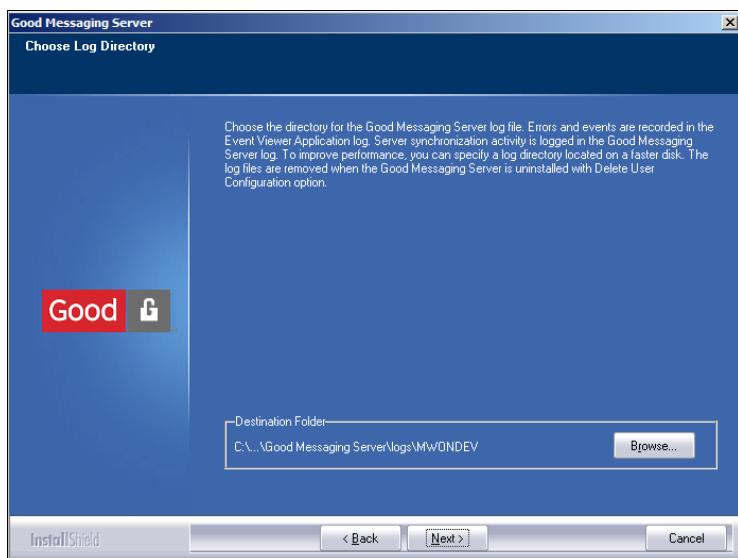 Good Messaging Server
Choose Log Directory
Choose the directory for the Good Messaging Server log file. Errors and events are recorded in the
Event Viewer Application log. Server synchronization activity is logged in the Good Messaging
Server log. To improve performance, you can specify a log directory located on a faster disk. The
log files are removed when the Good Messaging Server is uninstalled with Delete User
Configuration option.
Good
Destination Folder
C:\...\Good Messaging Server\logs\MWONDEV
Browse...
InstallShield
< Back
Next >
Cancel